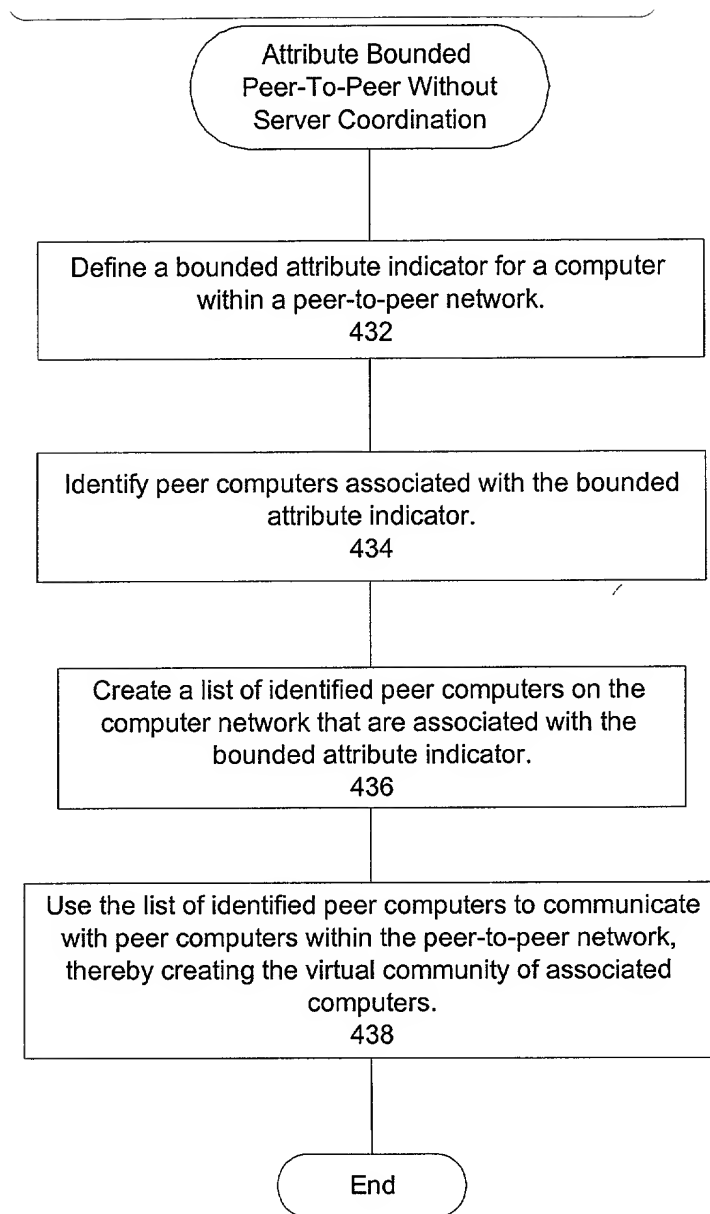 Attribute Bounded
Peer-To-Peer Without
Server Coordination
Define a bounded attribute indicator for a computer
within a peer-to-peer network.
432
Identify peer computers associated with the bounded
attribute indicator.
434
Create a list of identified peer computers on the
computer network that are associated with the
bounded attribute indicator.
436
Use the list of identified peer computers to communicate
with peer computers within the peer-to-peer network,
thereby creating the virtual community of associated
computers.
438
End